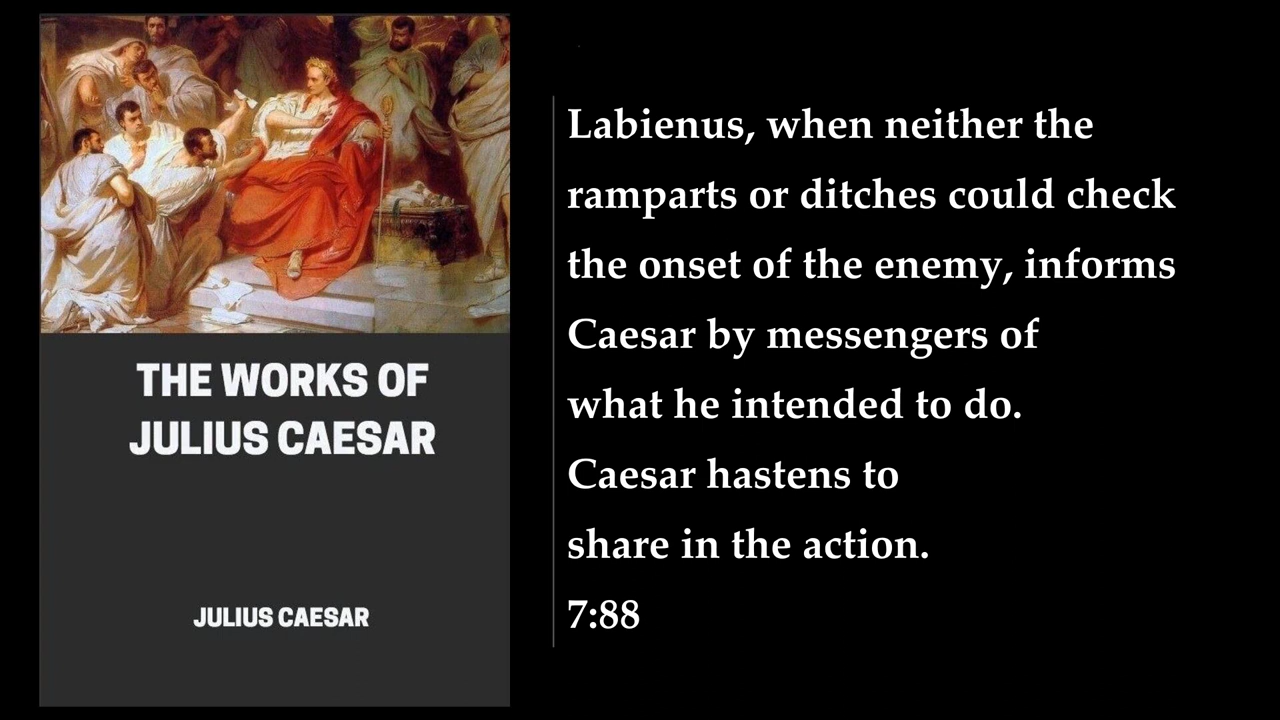 THE WORKS OF
JULIUS CAESAR
JULIUS CAESAR
Labienus, when neither the
ramparts or ditches could check
the onset of the enemy, informs
Caesar by messengers of
what he intended to do.
Caesar hastens to
share in the action.
7:88